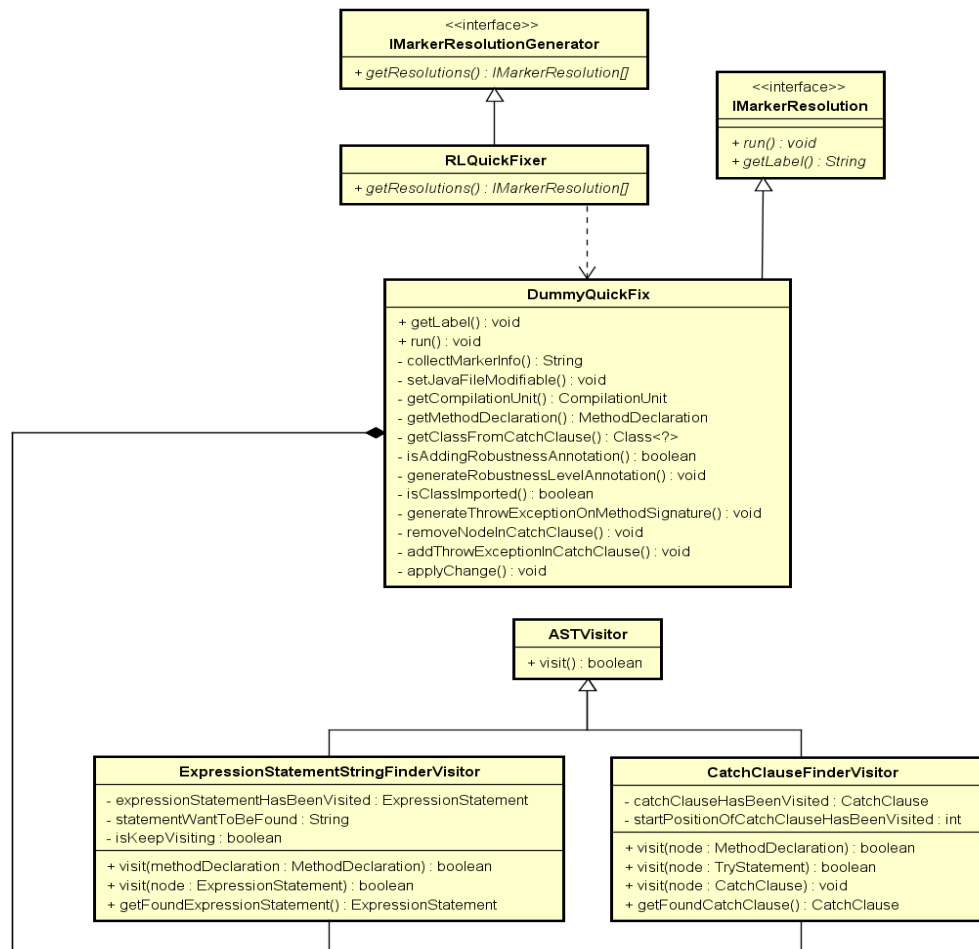 <<interface>>
IMarkerResolutionGenerator
+ getResolutions() : IMarkerResolution[]
<<interface>>
IMarkerResolution
+ run() : void
+ getLabel() : String
RLQuickFixer
+ getResolutions() : IMarkerResolution[]
DummyQuickFix
+ getLabel() : void
+ run() : void
- collectMarkerInfo() : String
- setJavaFileModifiable() : void
- getCompilationUnit() : CompilationUnit
- getMethodDeclaration() : MethodDeclaration
- getClassFromCatchClause() : Class<?>
- isAddingRobustnessAnnotation() : boolean
- generateRobustnessLevelAnnotation() : void
- isClassImported() : boolean
- generateThrowExceptionOnMethodSignature() : void
- removeNodeInCatchClause() : void
- addThrowExceptionInCatchClause() : void
- applyChange() : void
ASTVisitor
+ visit() : boolean
ExpressionStatementStringFinderVisitor
- expressionStatementHasBeenVisited : ExpressionStatement
- statementWantToBeFound : String
- isKeepVisiting : boolean
+ visit(methodDeclaration : MethodDeclaration) : boolean
+ visit(node : ExpressionStatement) : boolean
+ getFoundExpressionStatement() : ExpressionStatement
CatchClauseFinderVisitor
- catchClauseHasBeenVisited : CatchClause
- startPositionOfCatchClauseHasBeenVisited : int
+ visit(node : MethodDeclaration) : boolean
+ visit(node : TryStatement) : boolean
+ visit(node : CatchClause) : void
+ getFoundCatchClause() : CatchClause